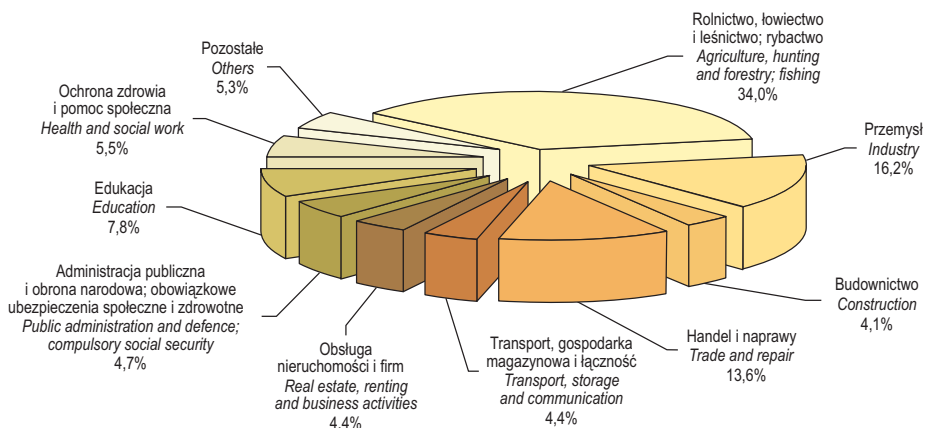 Rolnictwo, łowiectwo
i leśnictwo; rybactwo
Agriculture, hunting
and forestry; fishing
34,0%
Przemysł
Industry
16,2%
Budownictwo
Construction
4,1%
Handel i naprawy
Trade and repair
13,6%
Transport, gospodarka
magazynowa i łączność
Transport, storage
and communication
4,4%
Obsługa
nieruchomości i firm
Real estate, renting
and business activities
4,4%
Administracja publiczna
i obrona narodowa; obowiązkowe
ubezpieczenia społeczne i zdrowotne
Public administration and defence;
compulsory social security
4,7%
Edukacja
Education
7,8%
Ochrona zdrowia
i pomoc społeczna
Health and social work
5,5%
Pozostałe
Others
5,3%